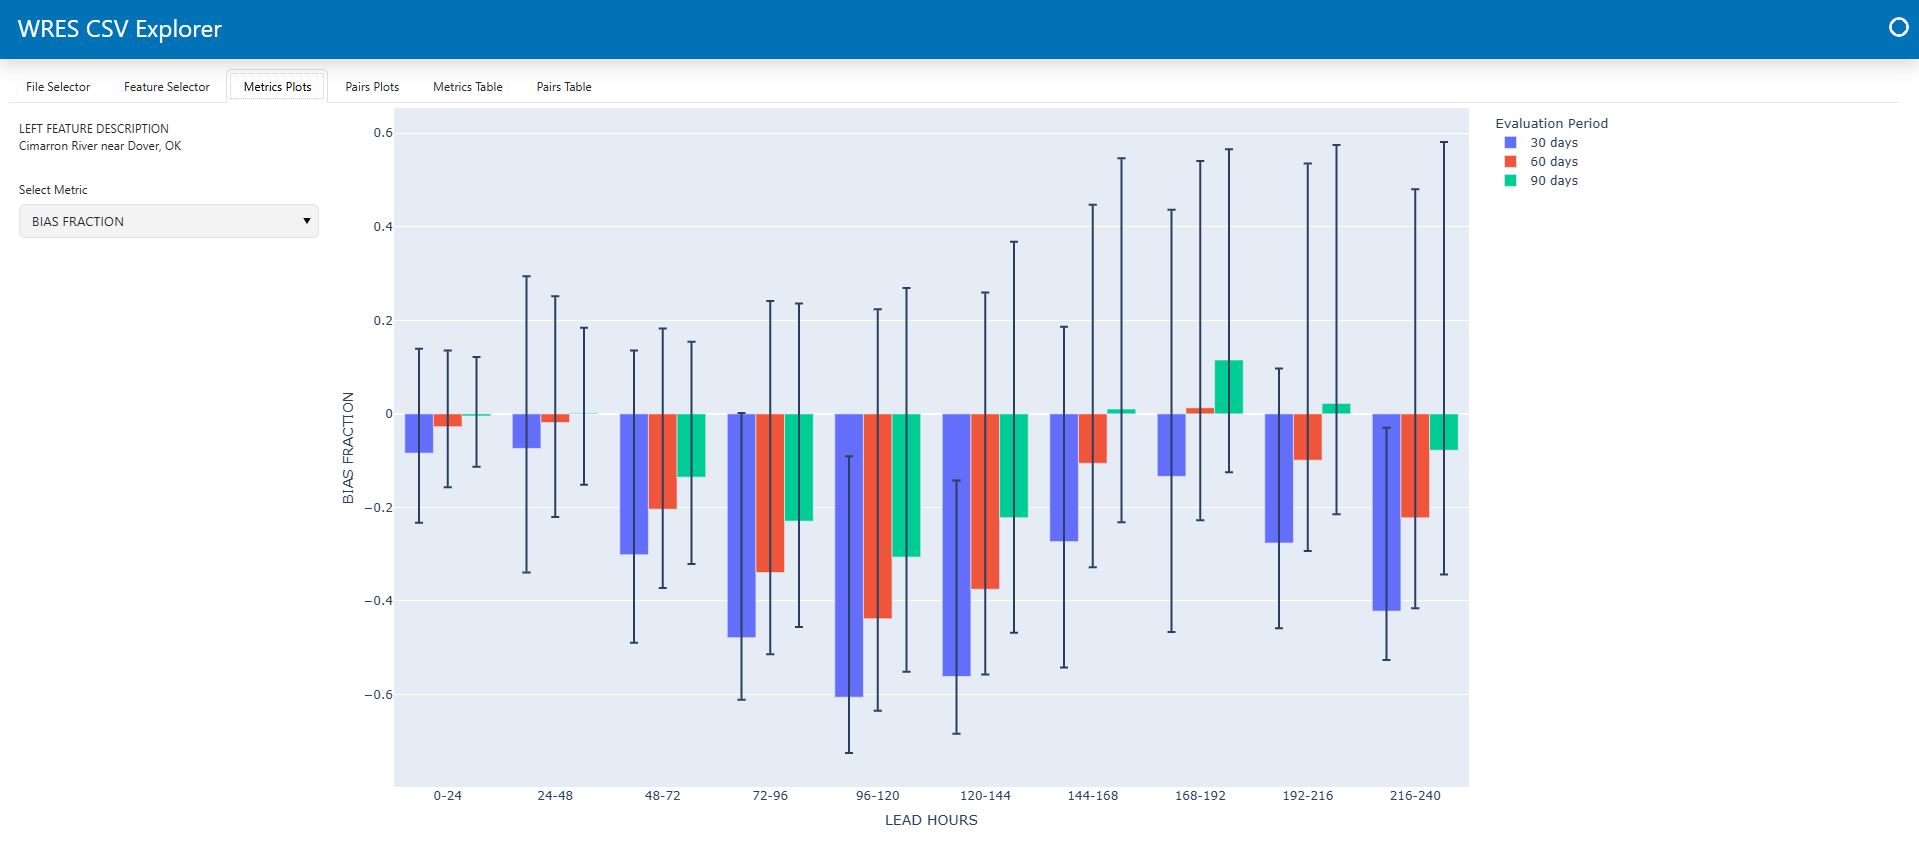 WRES CSV Explorer
File Selector
Feature Selector
Metrics Plots
Pairs Plots
Metrics Table
Pairs Table
LEFT FEATURE DESCRIPTION
Cimarron River near Dover, OK
Select Metric
BIAS FRACTION
BIAS FRACTION
0.6
0.4
0.2
0
−0.2
−0.4
−0.6
0-24
24-48
48-72
72-96
96-120
120-144
144-168
168-192
192-216
216-240
LEAD HOURS
Evaluation Period
30 days
60 days
90 days